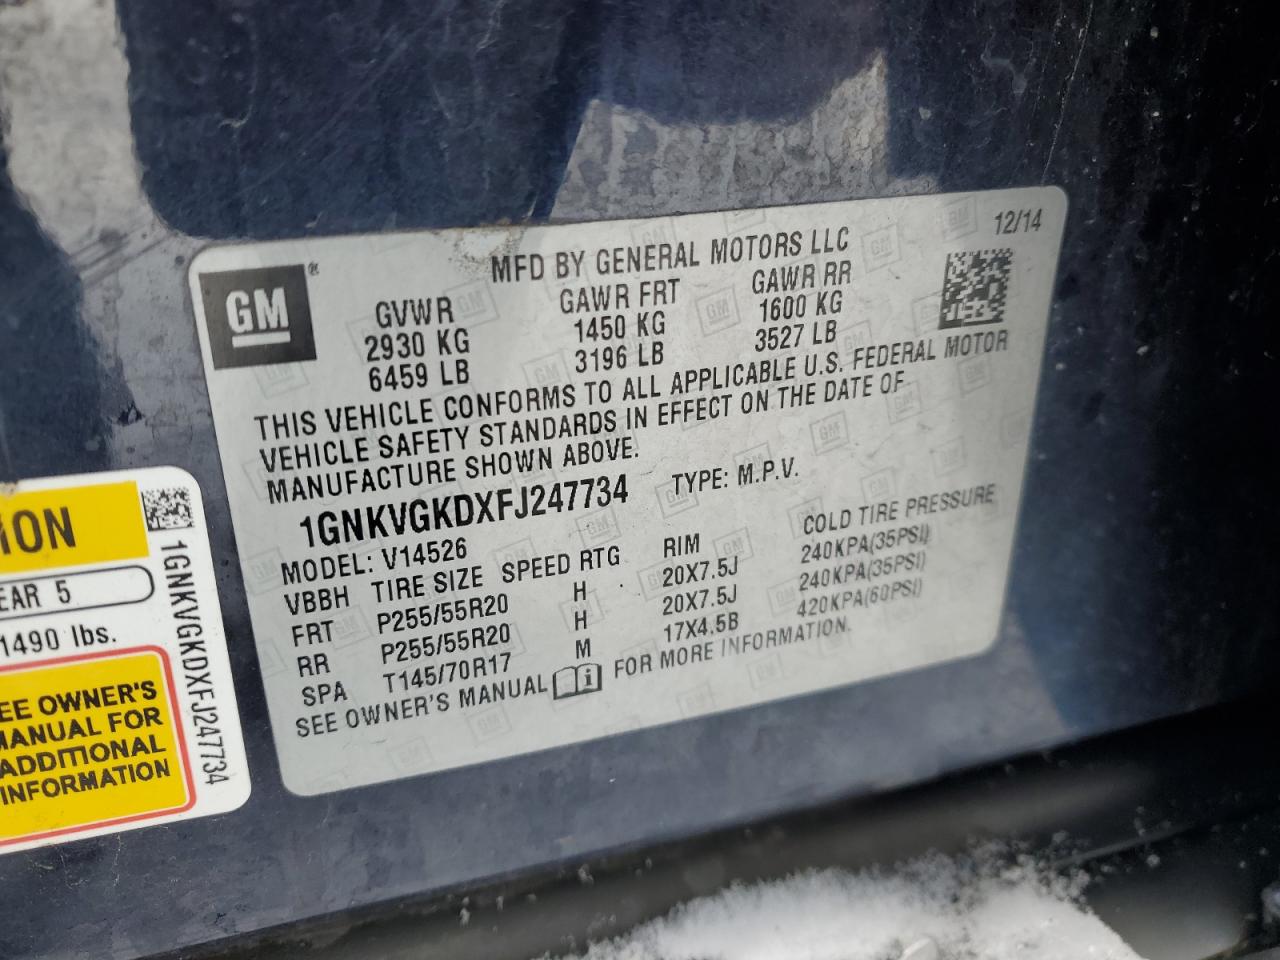 GM ®
MFD BY GENERAL MOTORS LLC
12/14
GVWR GAWR FRT GAWR RR
2930 KG 1450 KG 1600 KG
6459 LB 3196 LB 3527 LB
THIS VEHICLE CONFORMS TO ALL APPLICABLE U.S. FEDERAL MOTOR
VEHICLE SAFETY STANDARDS IN EFFECT ON THE DATE OF
MANUFACTURE SHOWN ABOVE.
1GNKVGKDXFJ247734 TYPE: M.P.V.
MODEL: V14526
VBBH TIRE SIZE SPEED RTG RIM COLD TIRE PRESSURE
FRT P255/55R20 H 20X7.5J 240KPA(35PSI)
RR P255/55R20 H 20X7.5J 240KPA(35PSI)
SPA T145/70R17 M 17X4.5B 420KPA(60PSI)
SEE OWNER'S MANUAL FOR MORE INFORMATION.
ION
EAR 5
1490 lbs.
EE OWNER'S
MANUAL FOR
ADDITIONAL
INFORMATION
1GNKVGKDXFJ247734